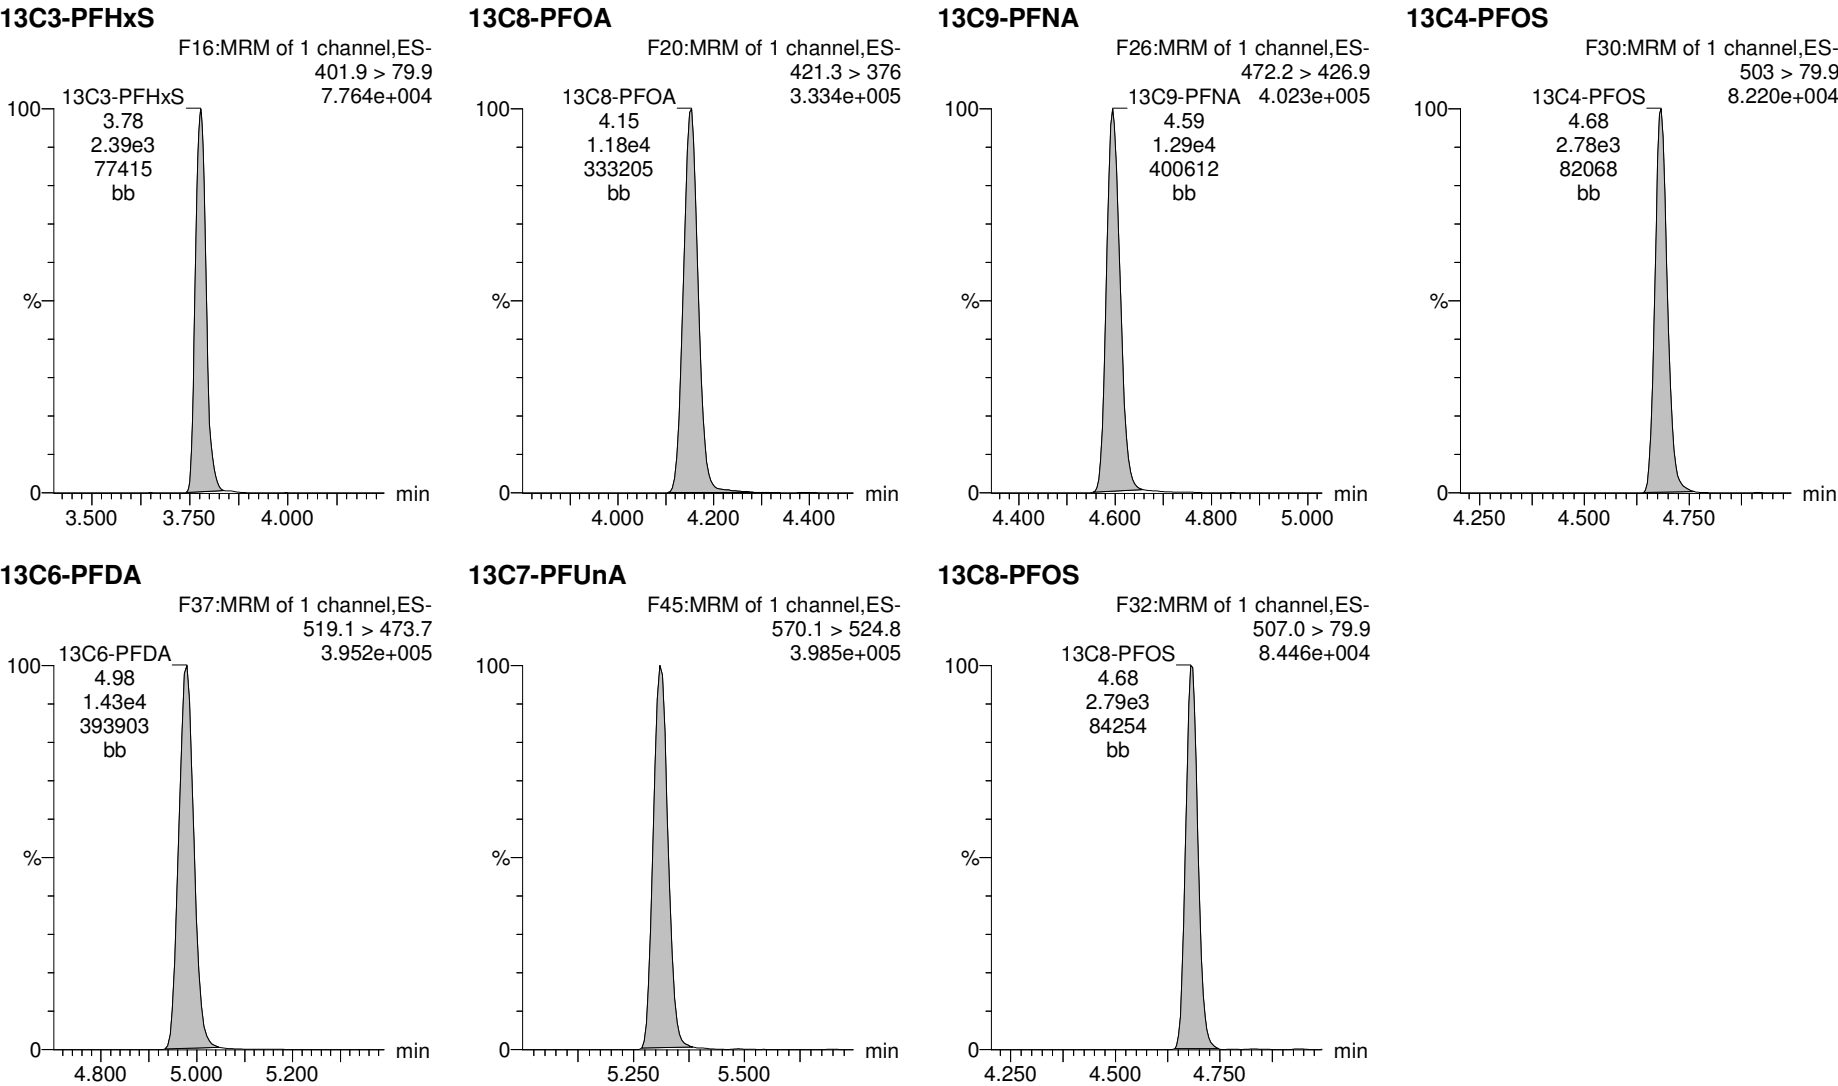 13C3-PFHxS
F16:MRM of 1 channel,ES-
401.9 > 79.9
7.764e+004
13C3-PFHxS
3.78
2.39e3
77415
bb
100
%
0
min
3.500
3.750
4.000
13C8-PFOA
F20:MRM of 1 channel,ES-
421.3 > 376
3.334e+005
13C8-PFOA
4.15
1.18e4
333205
bb
100
%
0
min
4.000
4.200
4.400
13C9-PFNA
F26:MRM of 1 channel,ES-
472.2 > 426.9
4.023e+005
13C9-PFNA
4.59
1.29e4
400612
bb
100
%
0
min
4.400
4.600
4.800
5.000
13C4-PFOS
F30:MRM of 1 channel,ES-
503 > 79.9
8.220e+004
13C4-PFOS
4.68
2.78e3
82068
bb
100
%
0
min
4.250
4.500
4.750
13C6-PFDA
F37:MRM of 1 channel,ES-
519.1 > 473.7
3.952e+005
13C6-PFDA
4.98
1.43e4
393903
bb
100
%
0
min
4.800
5.000
5.200
13C7-PFUnA
F45:MRM of 1 channel,ES-
570.1 > 524.8
3.985e+005
100
%
0
min
5.250
5.500
13C8-PFOS
F32:MRM of 1 channel,ES-
507.0 > 79.9
8.446e+004
13C8-PFOS
4.68
2.79e3
84254
bb
100
%
0
min
4.250
4.500
4.750